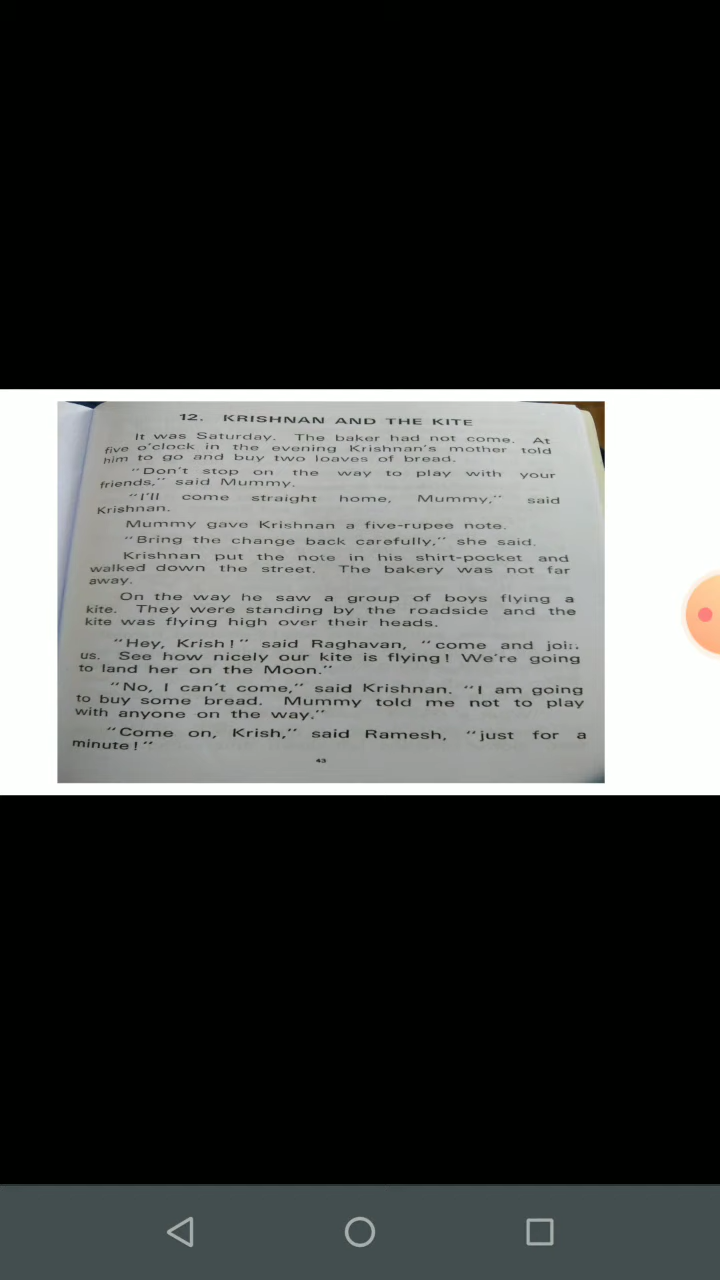 12. KRISHNAN AND THE KITE
It was Saturday. The baker had not come. At
five o'clock in the evening Krishnan's mother told
him to go and buy two loaves of bread.
"Don't stop on the way to play with your
friends," said Mummy.
"I'll come straight home, Mummy," said
Krishnan.
Mummy gave Krishnan a five-rupee note.
"Bring the change back carefully," she said.
Krishnan put the note in his shirt-pocket and
walked down the street. The bakery was not far
away.
On the way he saw a group of boys flying a
kite. They were standing by the roadside and the
kite was flying high over their heads.
"Hey, Krish!" said Raghavan, "come and join
us. See how nicely our kite is flying! We're going
to land her on the Moon."
"No, I can't come," said Krishnan. "I am going
to buy some bread. Mummy told me not to play
with anyone on the way."
"Come on, Krish," said Ramesh, "just for a
minute!"
43